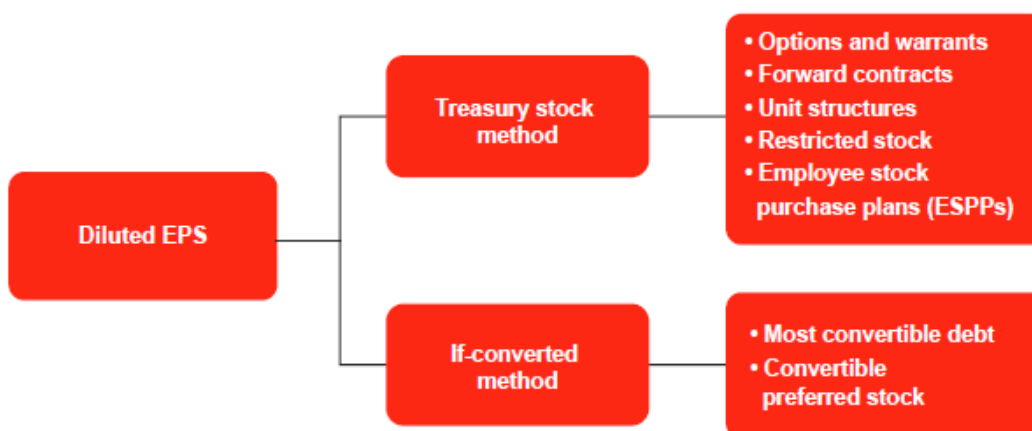 Diluted EPS
Treasury stock
method
• Options and warrants
• Forward contracts
• Unit structures
• Restricted stock
• Employee stock
purchase plans (ESPPs)
If-converted
method
• Most convertible debt
• Convertible
preferred stock